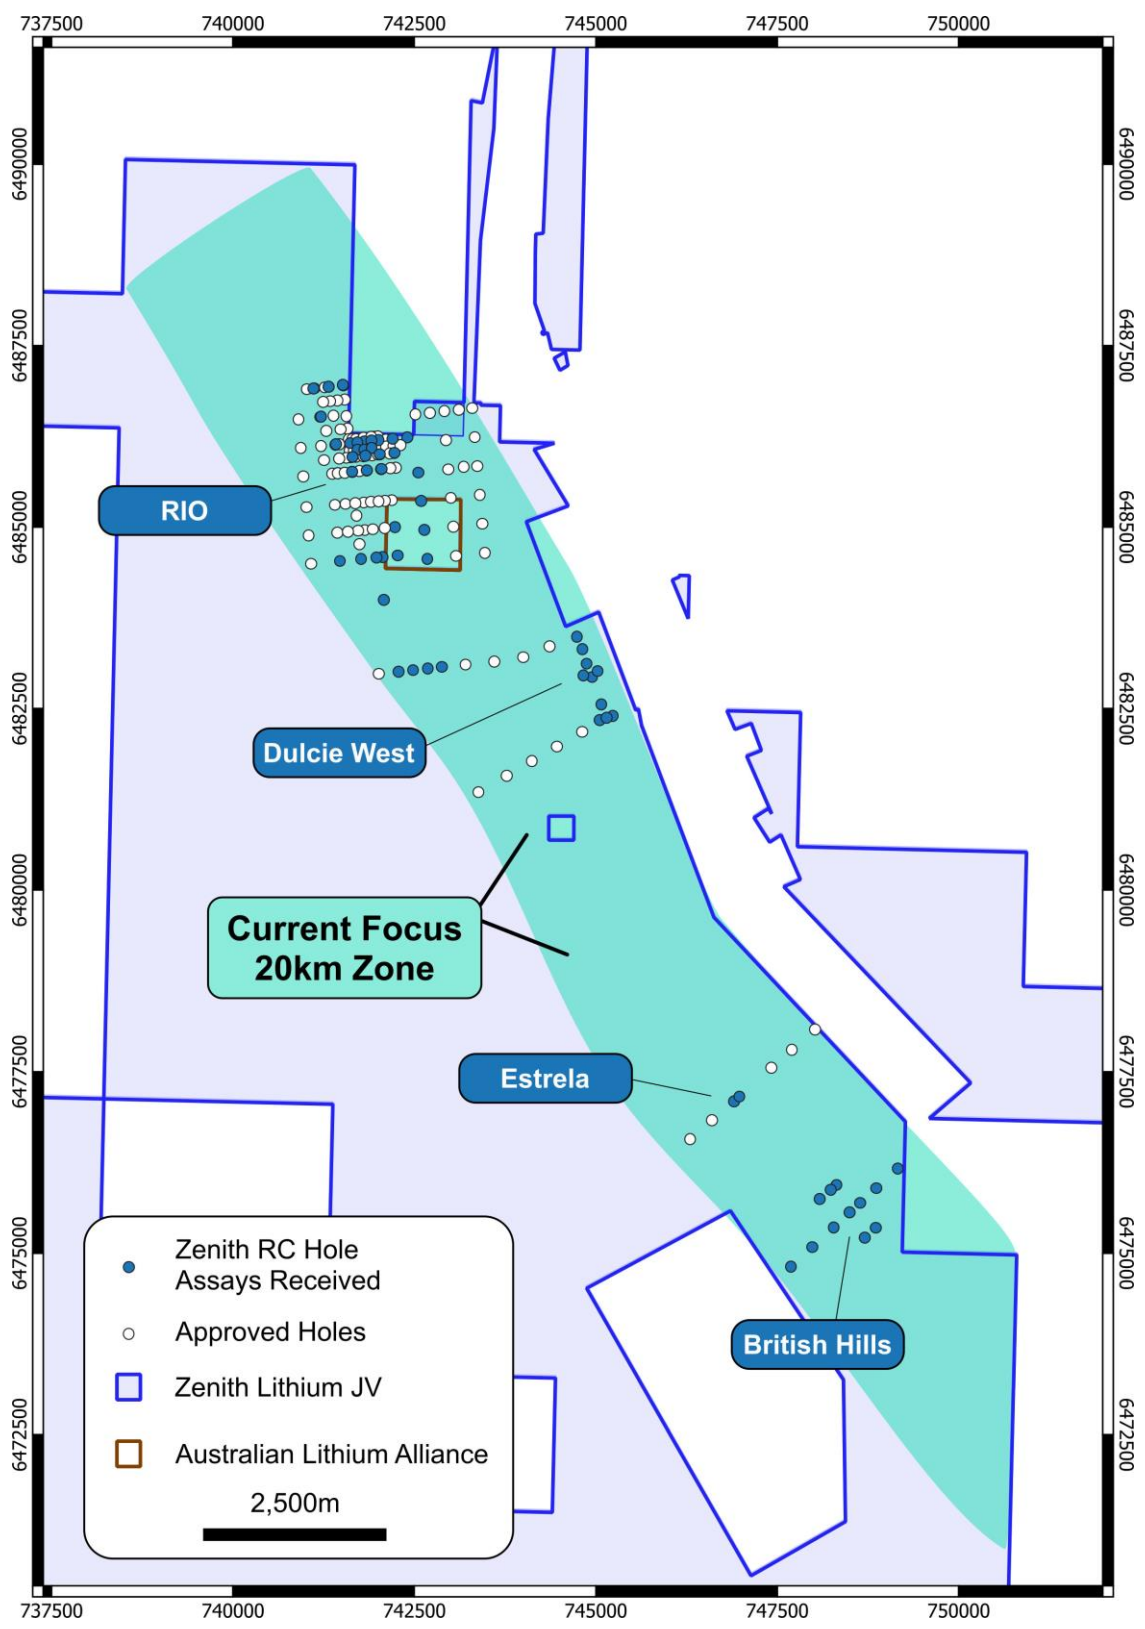 737500 740000 742500 745000 747500 750000
6490000 6490000
6487500 6487500
6485000 6485000
6482500 6482500
6480000 6480000
6477500 6477500
6475000 6475000
6472500 6472500
RIO
Dulcie West
Current Focus
20km Zone
Estrela
British Hills
Zenith RC Hole
Assays Received
Approved Holes
Zenith Lithium JV
Australian Lithium Alliance
2,500m
737500 740000 742500 745000 747500 750000